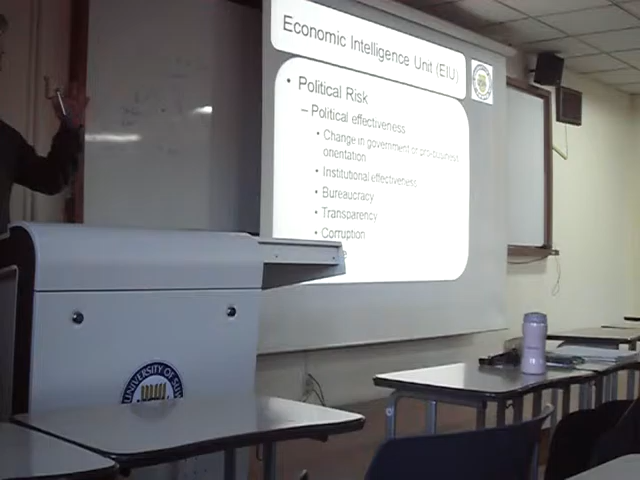 Economic Intelligence Unit (EIU)
• Political Risk
– Political effectiveness
• Change in government or pro-business
orientation
• Institutional effectiveness
• Bureaucracy
• Transparency
• Corruption
UNIVERSITY OF